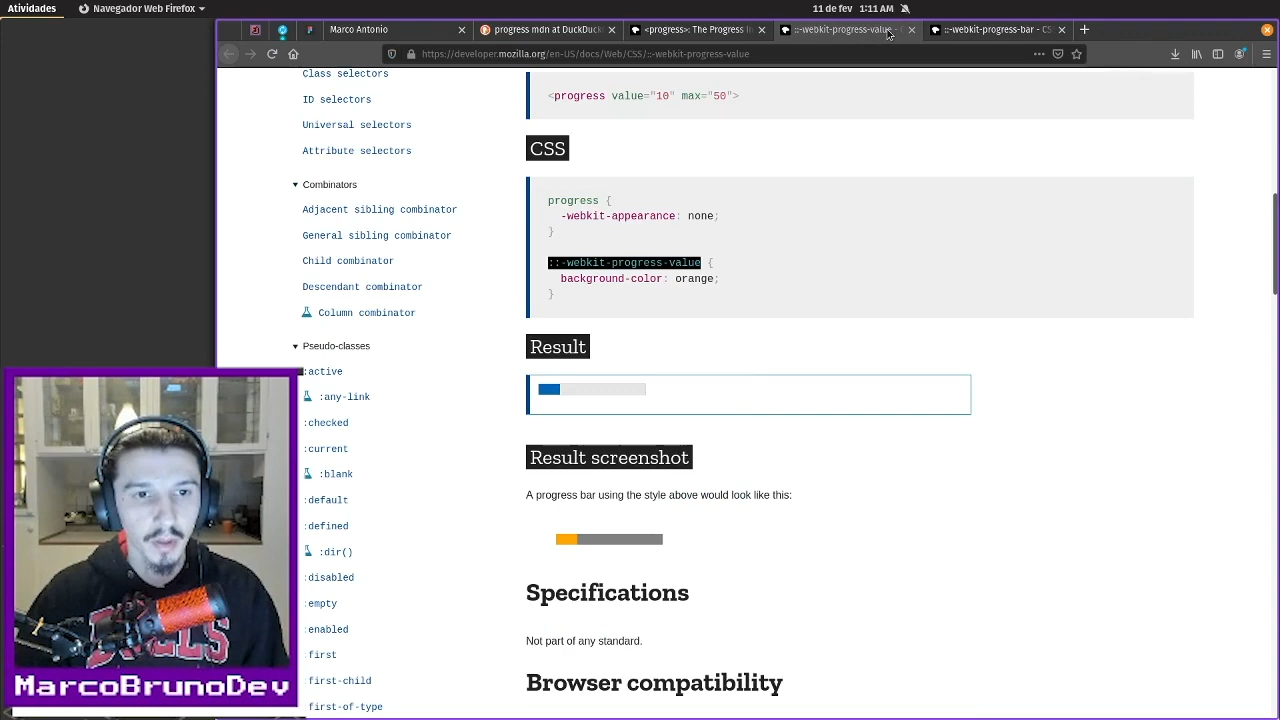 Atividades
Navegador Web Firefox
11 de fev 1:11 AM
Marco Antonio
progress mdn at DuckDuck
<progress>: The Progress I
::-webkit-progress-value - C
::-webkit-progress-bar - CS
https://developer.mozilla.org/en-US/docs/Web/CSS/::-webkit-progress-value
Class selectors
ID selectors
Universal selectors
Attribute selectors
Combinators
Adjacent sibling combinator
General sibling combinator
Child combinator
Descendant combinator
Column combinator
Pseudo-classes
:active
:any-link
:checked
:current
:blank
:default
:defined
:dir()
:disabled
:empty
:enabled
:first
:first-child
:first-of-type
<progress value="10" max="50">
CSS
progress {
-webkit-appearance: none;
}
::-webkit-progress-value {
background-color: orange;
}
Result
Result screenshot
A progress bar using the style above would look like this:
Specifications
Not part of any standard.
Browser compatibility
MarcoBrunoDev